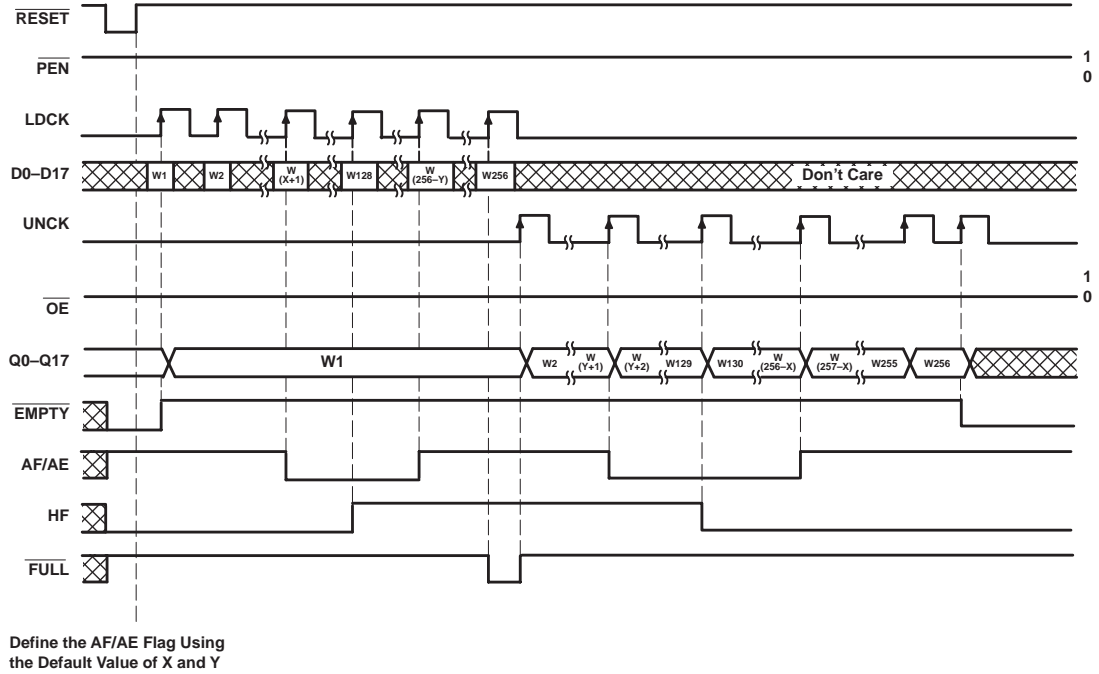 RESET
PEN
1
0
LDCK
D0–D17
W1
W2
W
(X+1)
W128
W
(256–Y)
W256
Don't Care
UNCK
1
0
OE
Q0–Q17
W1
W2
W
(Y+1)
W
(Y+2)
W129
W130
W
(256–X)
W
(257–X)
W255
W256
EMPTY
AF/AE
HF
FULL
Define the AF/AE Flag Using
the Default Value of X and Y